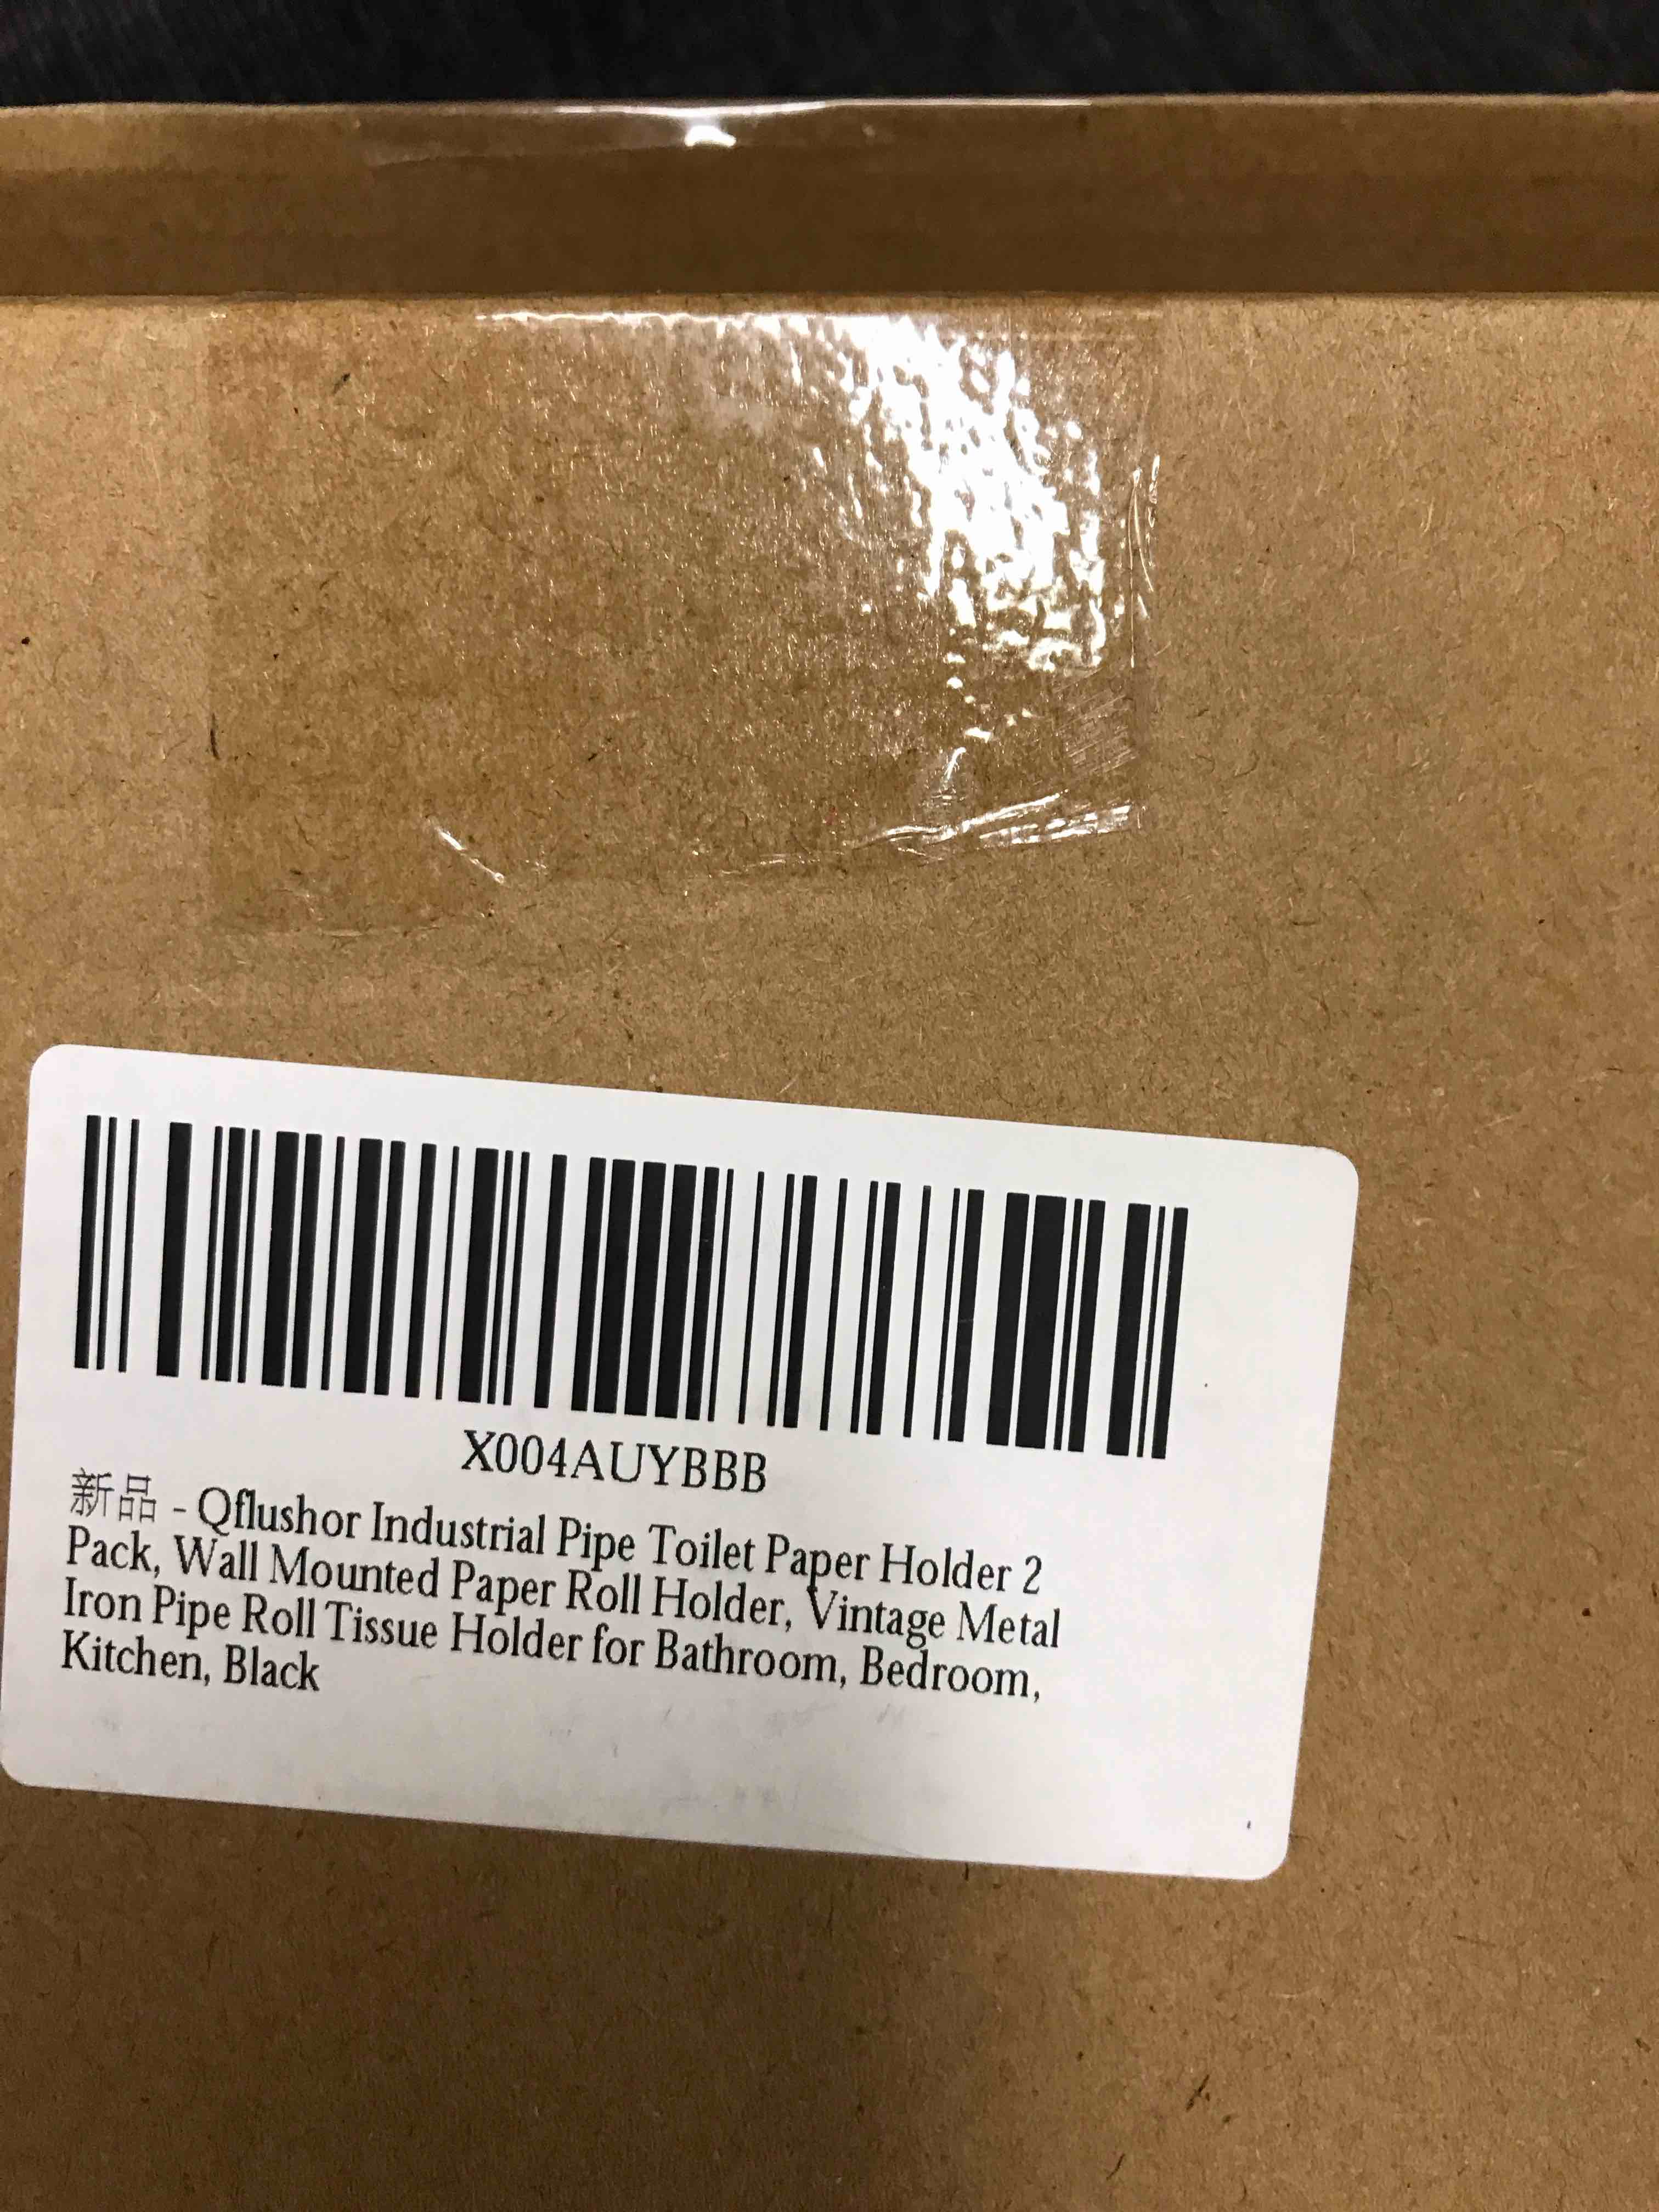 X004AUYBBB
新品 - Qflushor Industrial Pipe Toilet Paper Holder 2
Pack, Wall Mounted Paper Roll Holder, Vintage Metal
Iron Pipe Roll Tissue Holder for Bathroom, Bedroom,
Kitchen, Black